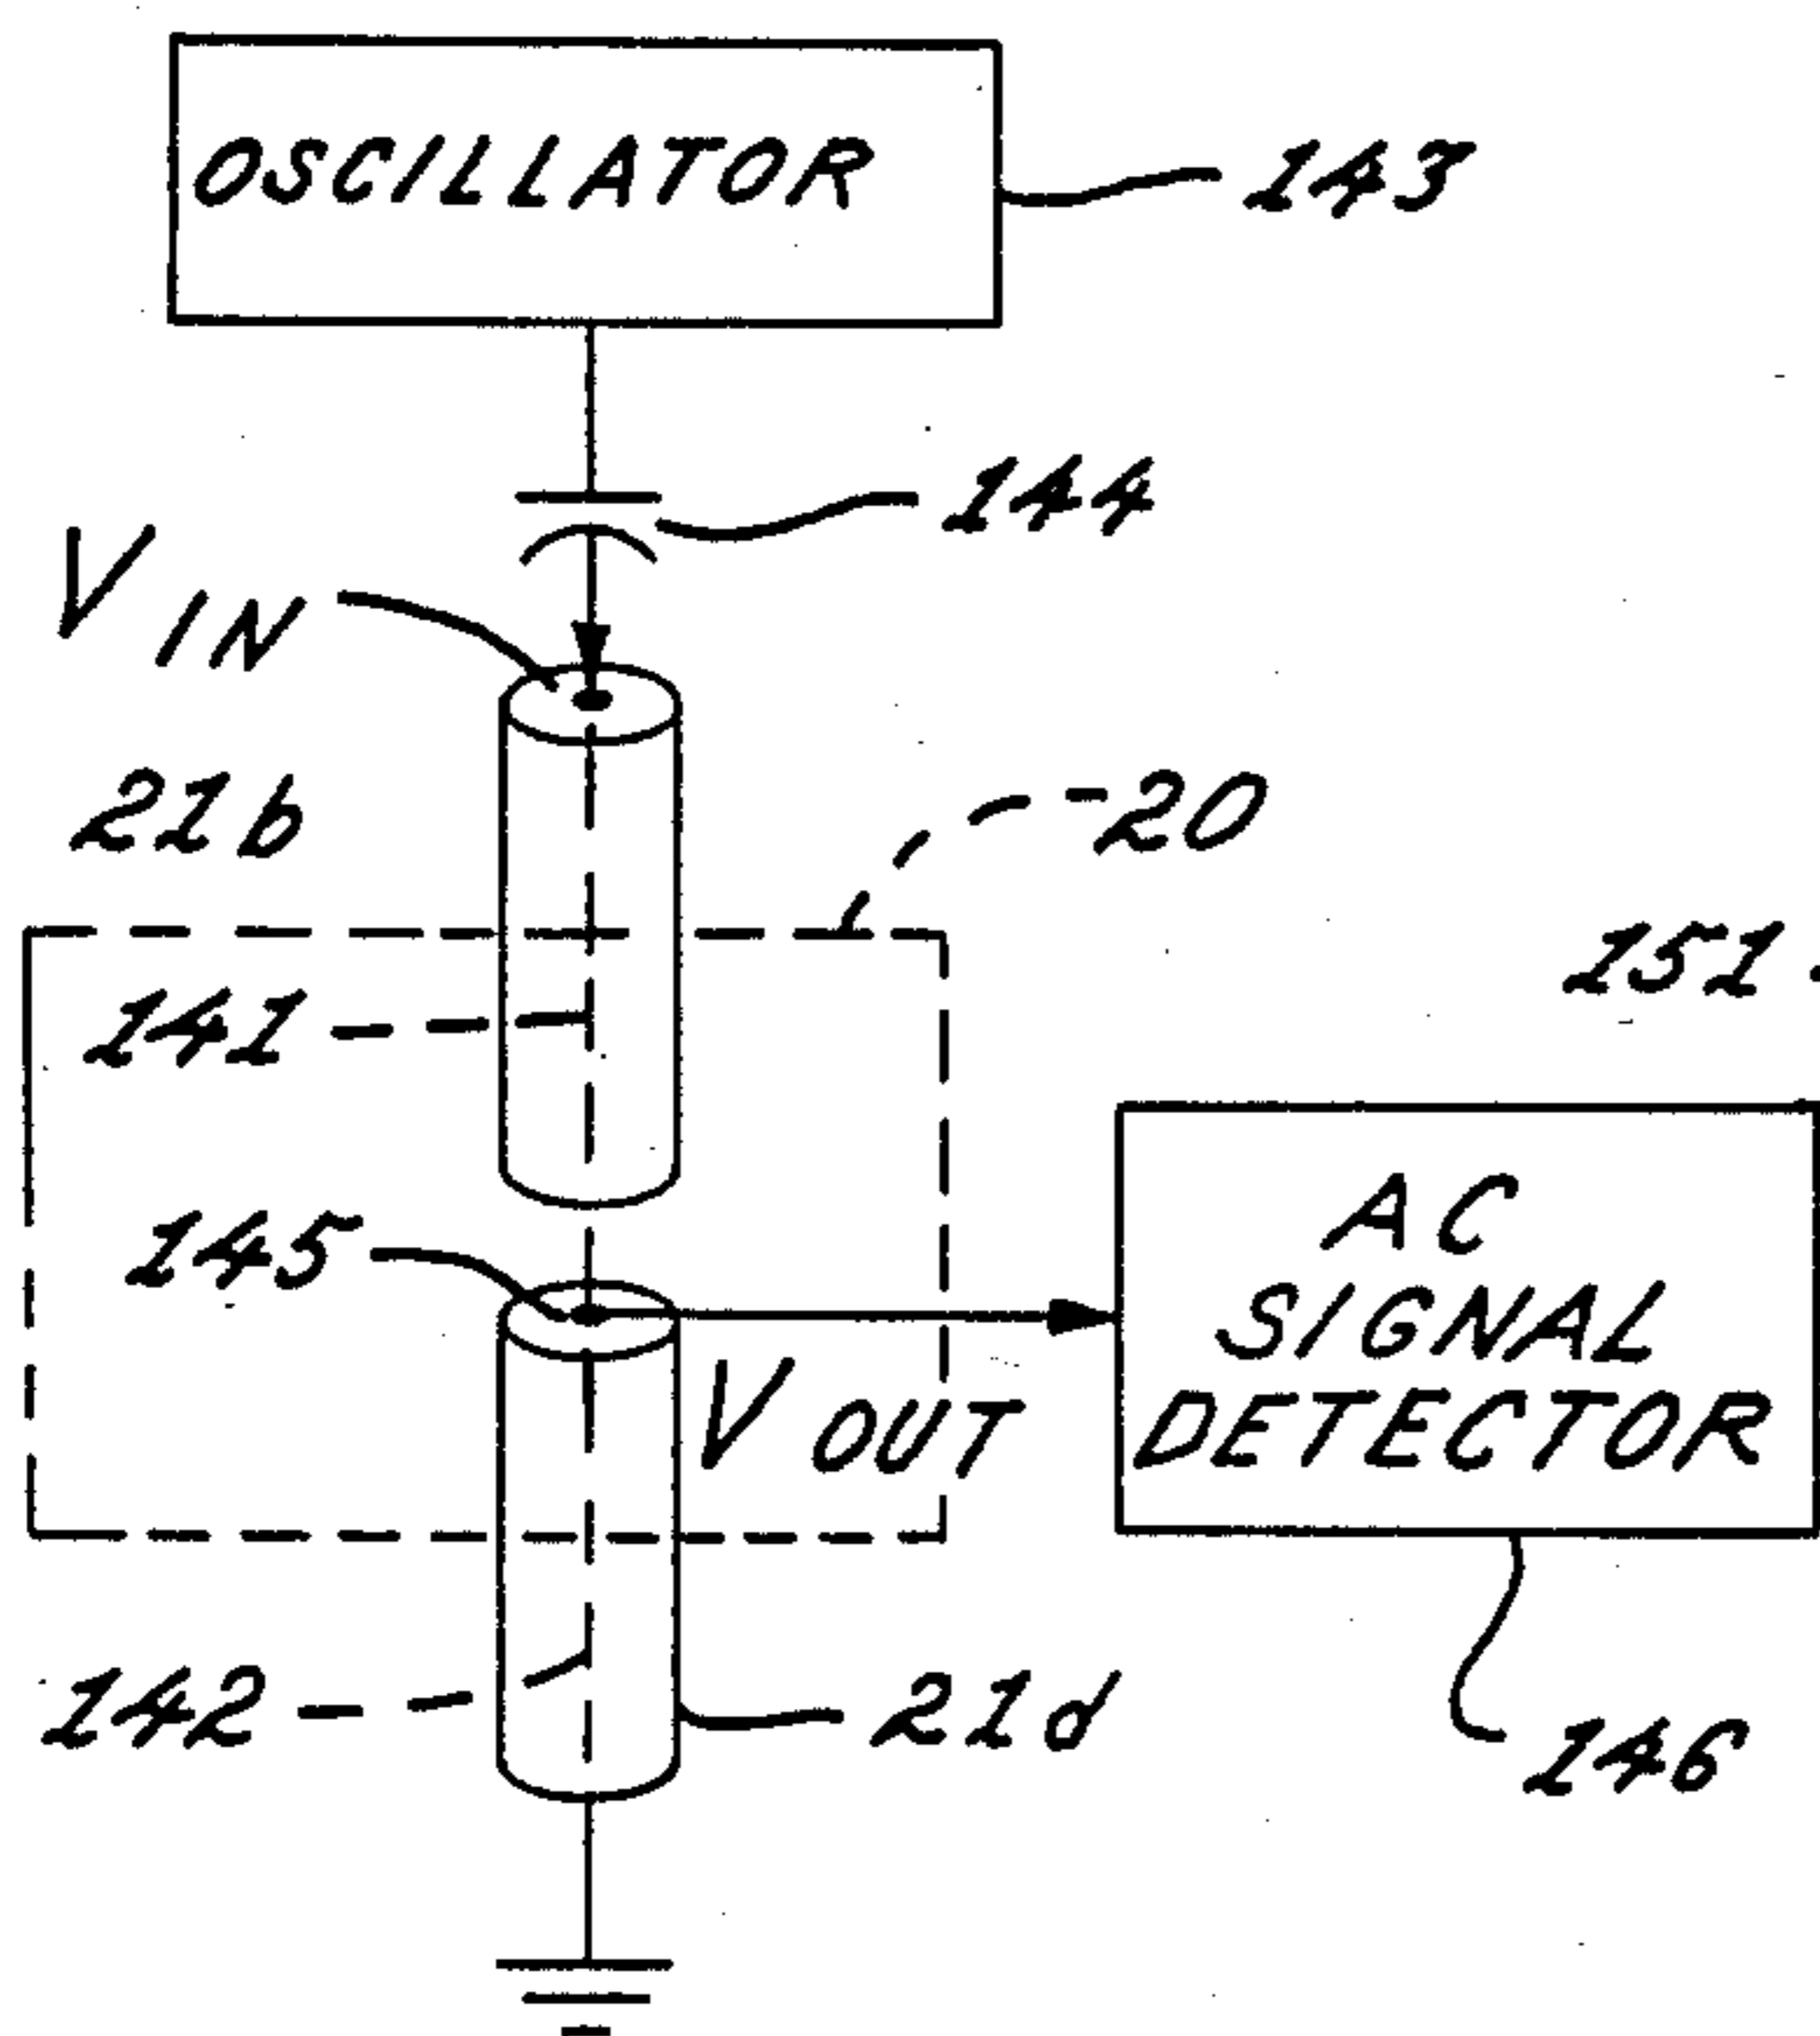 OSCILLATOR
143
144
V IN
21b
-20
141
151
145
AC
SIGNAL
DETECTOR
V OUT
142
21d
146